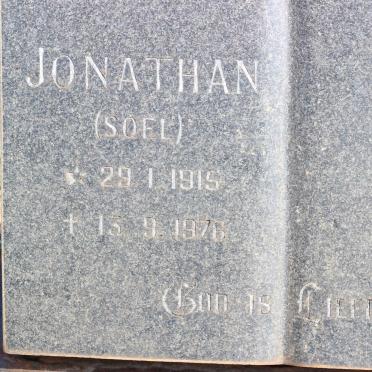 JONATHAN
(SOEL)
* 29.1.1915
† 15.9.1976
GOD IS